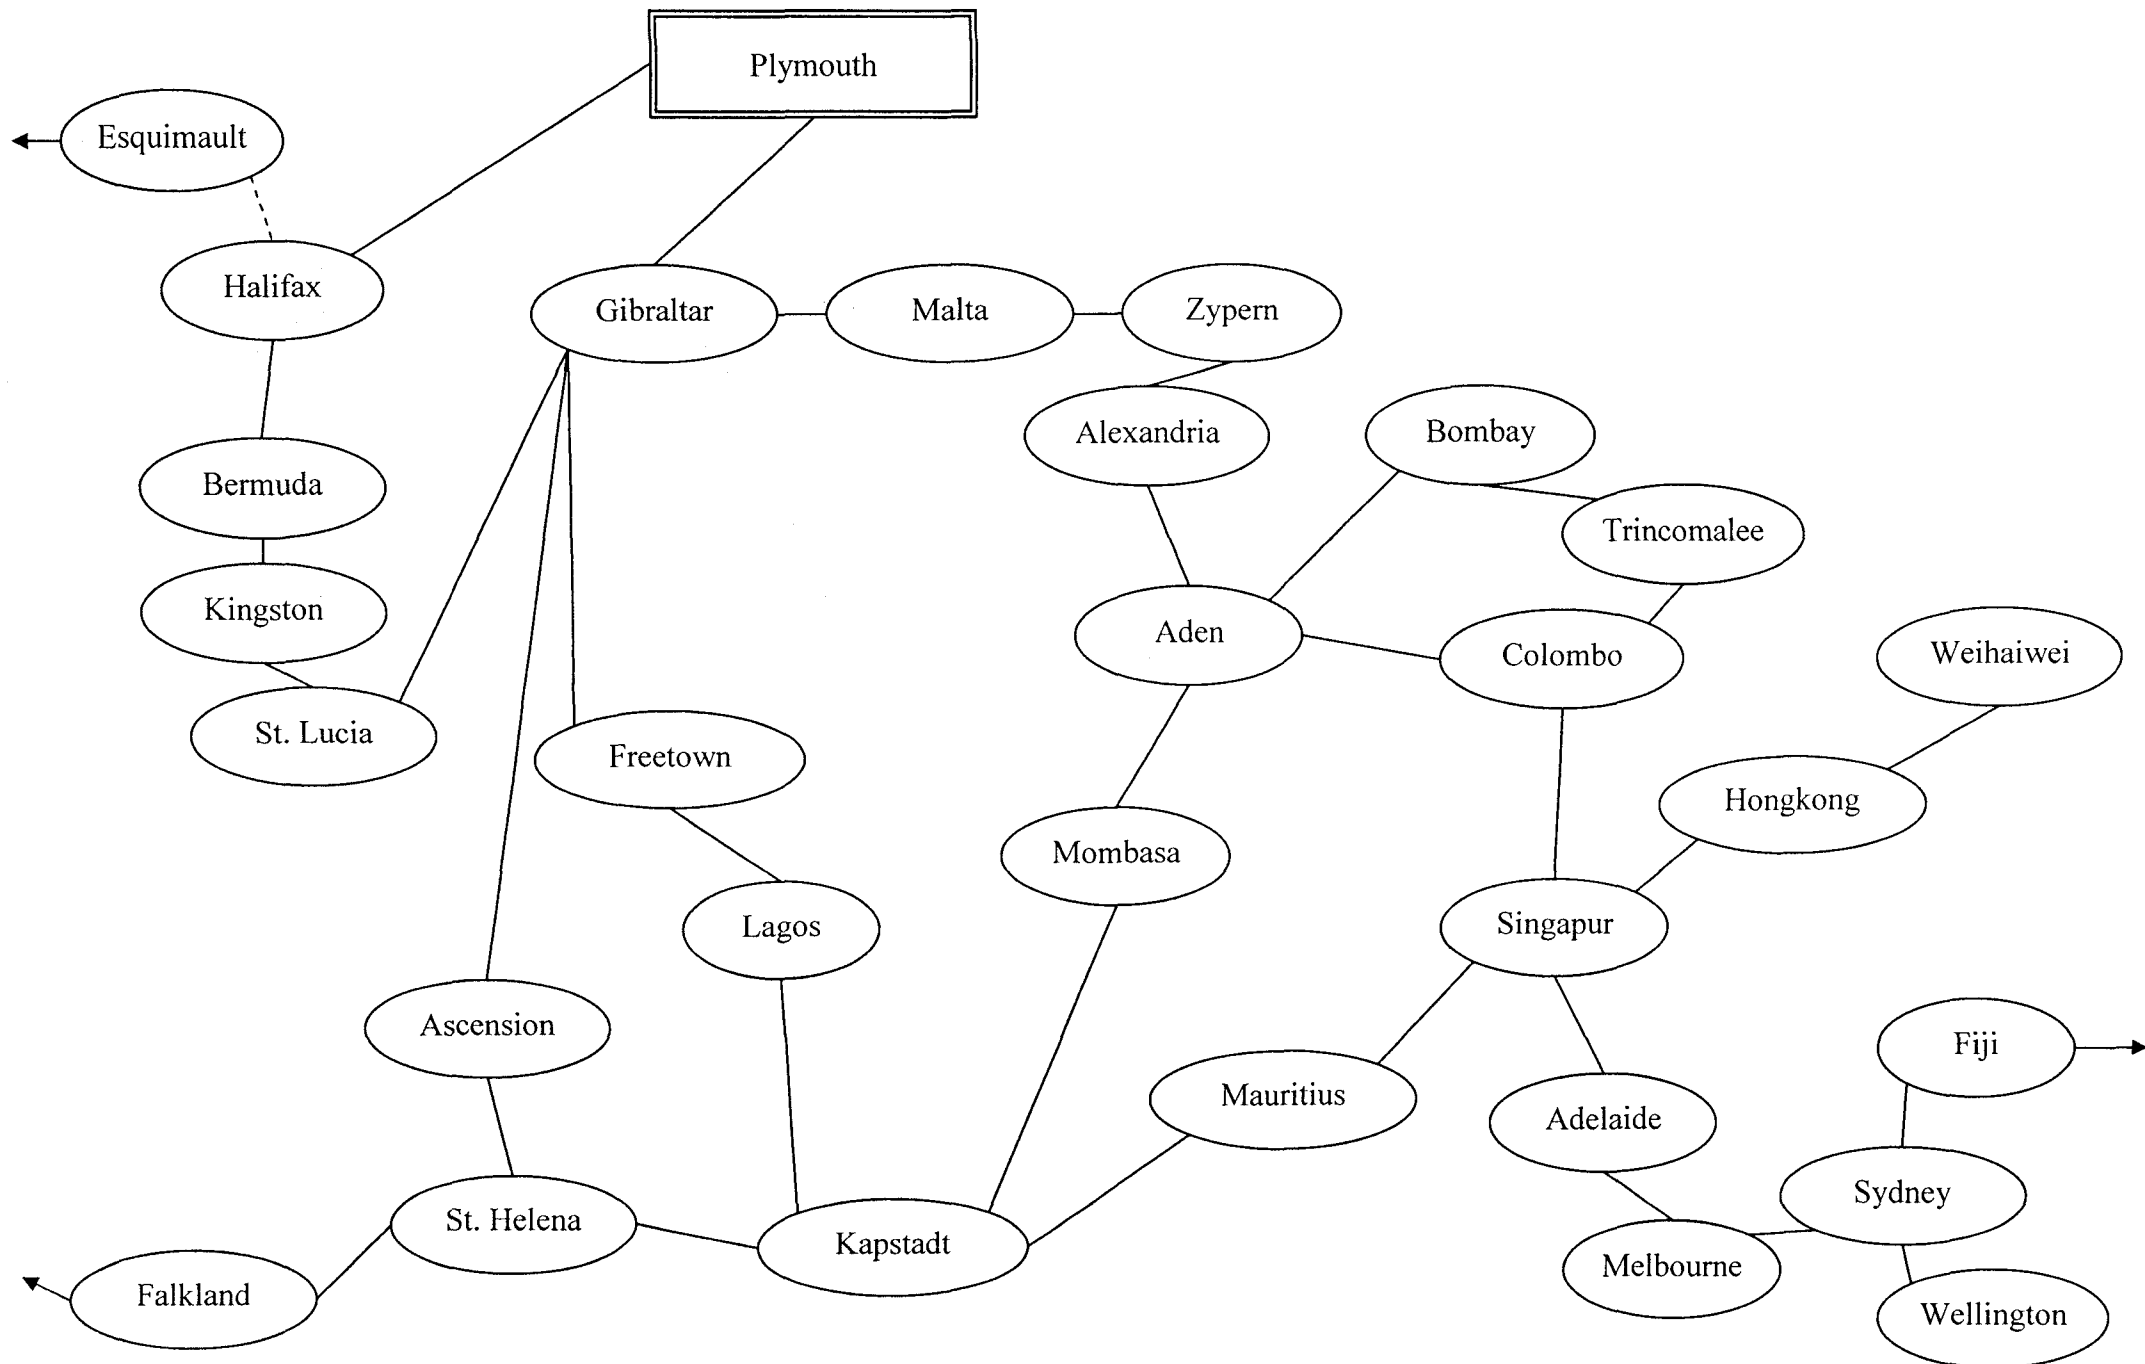 Plymouth
Esquimault
Halifax
Gibraltar
Malta
Zypern
Alexandria
Bombay
Bermuda
Trincomalee
Kingston
Aden
Colombo
Weihaiwei
St. Lucia
Freetown
Hongkong
Mombasa
Lagos
Singapur
Ascension
Fiji
Mauritius
Adelaide
Sydney
St. Helena
Kapstadt
Melbourne
Falkland
Wellington